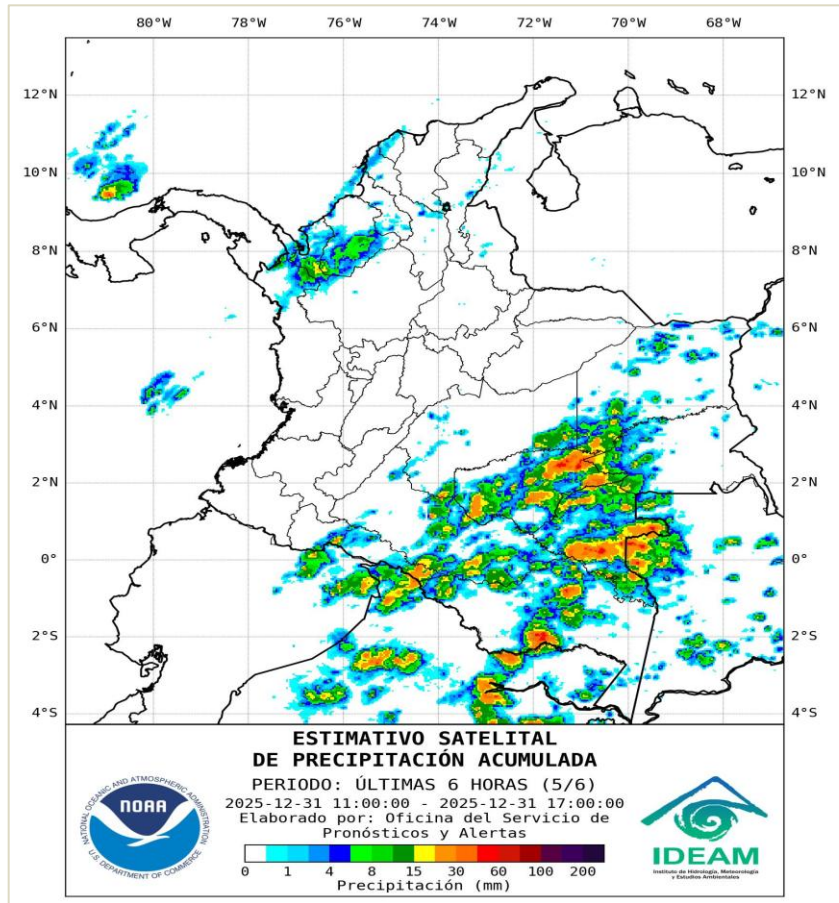 80°W 78°W 76°W 74°W 72°W 70°W 68°W
12°N 12°N
10°N 10°N
8°N 8°N
6°N 6°N
4°N 4°N
2°N 2°N
0° 0°
2°S 2°S
4°S 4°S
ESTIMATIVO SATELITAL
DE PRECIPITACIÓN ACUMULADA
PERIODO: ÚLTIMAS 6 HORAS (5/6)
2025-12-31 11:00:00 - 2025-12-31 17:00:00
Elaborado por: Oficina del Servicio de
Pronósticos y Alertas
0 1 4 8 15 30 60 100 200
Precipitación (mm)
NATIONAL OCEANIC AND ATMOSPHERIC ADMINISTRATION
NOAA
U.S. DEPARTMENT OF COMMERCE
IDEAM
Instituto de Hidrología, Meteorología
y Estudios Ambientales